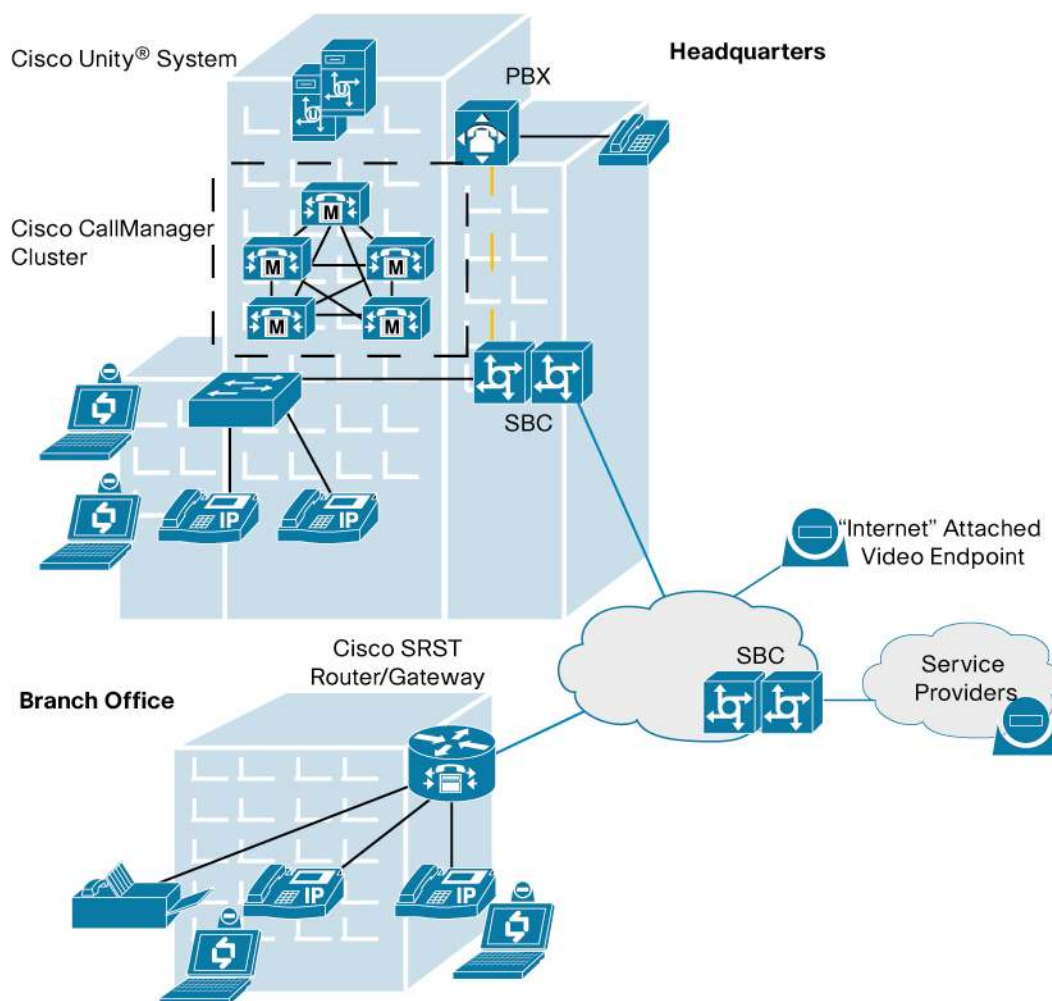 Cisco Unity® System
Headquarters
PBX
Cisco CallManager
Cluster
M
M
M
M
M
SBC
IP
IP
“Internet” Attached
Video Endpoint
Cisco SRST
Router/Gateway
SBC
Service
Providers
Branch Office
IP
IP